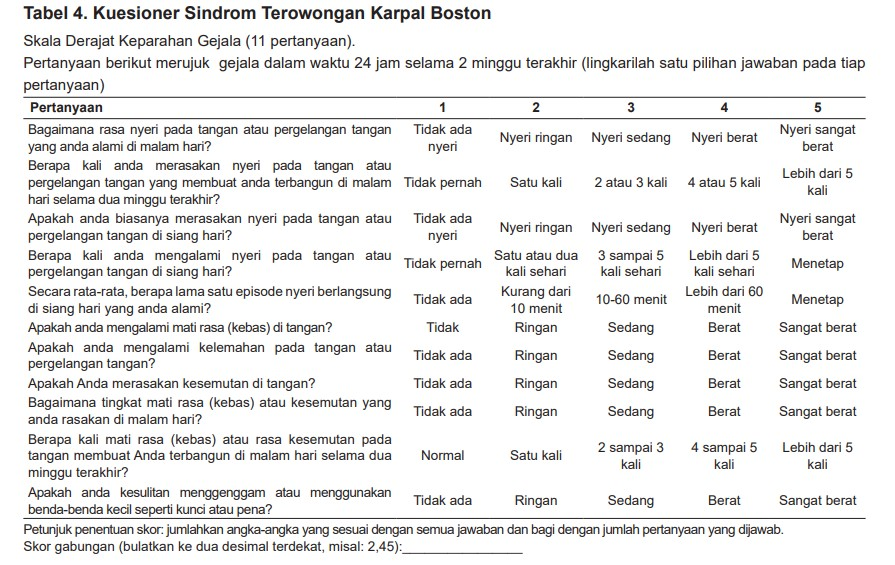 Tabel 4. Kuesioner Sindrom Terowongan Karpal Boston
Skala Derajat Keparahan Gejala (11 pertanyaan).
Pertanyaan berikut merujuk gejala dalam waktu 24 jam selama 2 minggu terakhir (lingkarilah satu pilihan jawaban pada tiap
pertanyaan)
Pertanyaan 1 2 3 4 5
Bagaimana rasa nyeri pada tangan atau pergelangan tangan
yang anda alami di malam hari?
Tidak ada
nyeri
Nyeri ringan
Nyeri sedang
Nyeri berat
Nyeri sangat
berat
Berapa kali anda merasakan nyeri pada tangan atau
pergelangan tangan yang membuat anda terbangun di malam
hari selama dua minggu terakhir?
Tidak pernah
Satu kali
2 atau 3 kali
4 atau 5 kali
Lebih dari 5
kali
Apakah anda biasanya merasakan nyeri pada tangan atau
pergelangan tangan di siang hari?
Tidak ada
nyeri
Nyeri ringan
Nyeri sedang
Nyeri berat
Nyeri sangat
berat
Berapa kali anda mengalami nyeri pada tangan atau
pergelangan tangan di siang hari?
Tidak pernah
Satu atau dua
kali sehari
3 sampai 5
kali sehari
Lebih dari 5
kali sehari
Menetap
Secara rata-rata, berapa lama satu episode nyeri berlangsung
di siang hari yang anda alami?
Tidak ada
Kurang dari
10 menit
10-60 menit
Lebih dari 60
menit
Menetap
Apakah anda mengalami mati rasa (kebas) di tangan?
Tidak
Ringan
Sedang
Berat
Sangat berat
Apakah anda mengalami kelemahan pada tangan atau
pergelangan tangan?
Tidak ada
Ringan
Sedang
Berat
Sangat berat
Apakah Anda merasakan kesemutan di tangan?
Tidak ada
Ringan
Sedang
Berat
Sangat berat
Bagaimana tingkat mati rasa (kebas) atau kesemutan yang
anda rasakan di malam hari?
Tidak ada
Ringan
Sedang
Berat
Sangat berat
Berapa kali mati rasa (kebas) atau rasa kesemutan pada
tangan membuat Anda terbangun di malam hari selama dua
minggu terakhir?
Normal
Satu kali
2 sampai 3
kali
4 sampai 5
kali
Lebih dari 5
kali
Apakah anda kesulitan menggenggam atau menggunakan
benda-benda kecil seperti kunci atau pena?
Tidak ada
Ringan
Sedang
Berat
Sangat berat
Petunjuk penentuan skor: jumlahkan angka-angka yang sesuai dengan semua jawaban dan bagi dengan jumlah pertanyaan yang dijawab.
Skor gabungan (bulatkan ke dua desimal terdekat, misal: 2,45):________________